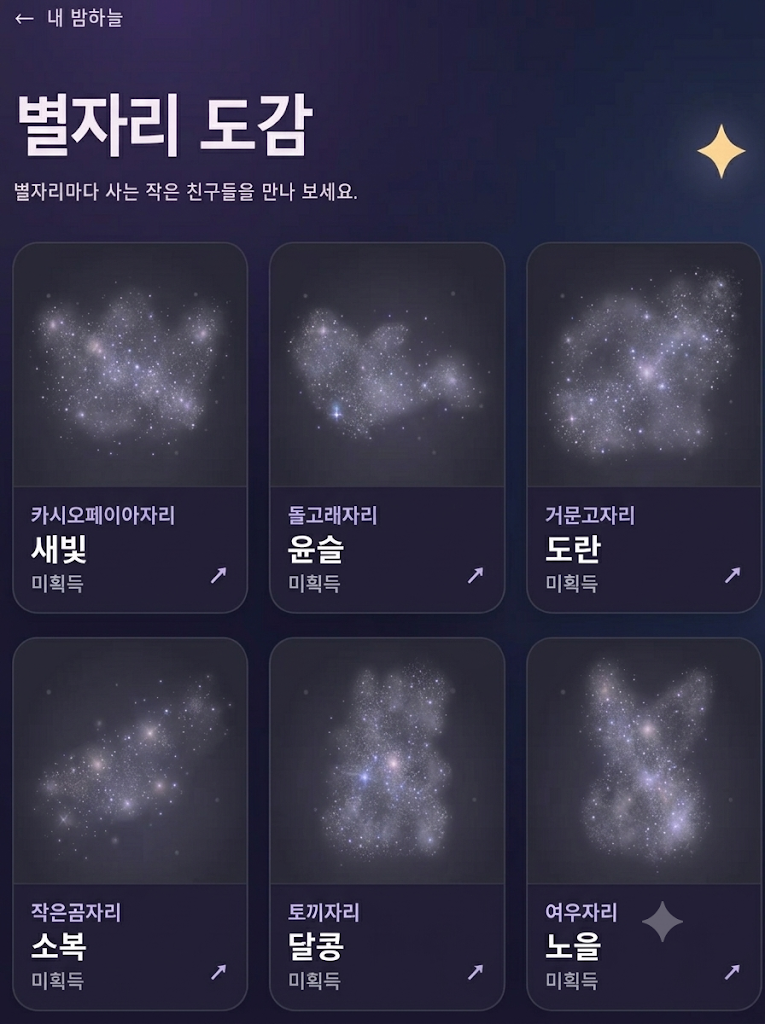 ← 내 밤하늘
별자리 도감
별자리마다 사는 작은 친구들을 만나 보세요.
카시오페이아자리
새빛
미획득
돌고래자리
윤슬
미획득
거문고자리
도란
미획득
작은곰자리
소복
미획득
토끼자리
달콩
미획득
여우자리
노을
미획득